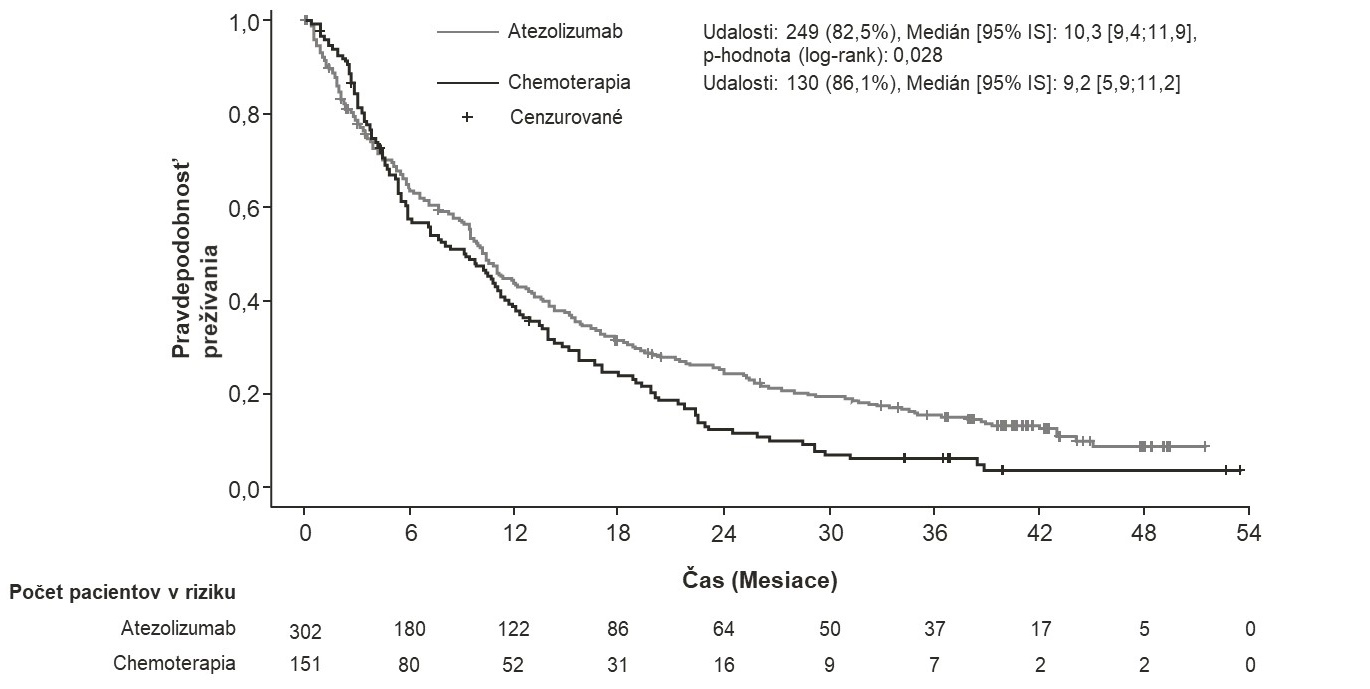 Atezolizumab
Udalosti: 249 (82,5%), Medián [95% IS]: 10,3 [9,4;11,9],
p-hodnota (log-rank): 0,028
Chemoterapia
Udalosti: 130 (86,1%), Medián [95% IS]: 9,2 [5,9;11,2]
+ Cenzurované
Pravdepodobnosť
prežívania
1,0
0,8
0,6
0,4
0,2
0,0
0 6 12 18 24 30 36 42 48 54
Čas (Mesiace)
Počet pacientov v riziku
Atezolizumab 302 180 122 86 64 50 37 17 5 0
Chemoterapia 151 80 52 31 16 9 7 2 2 0